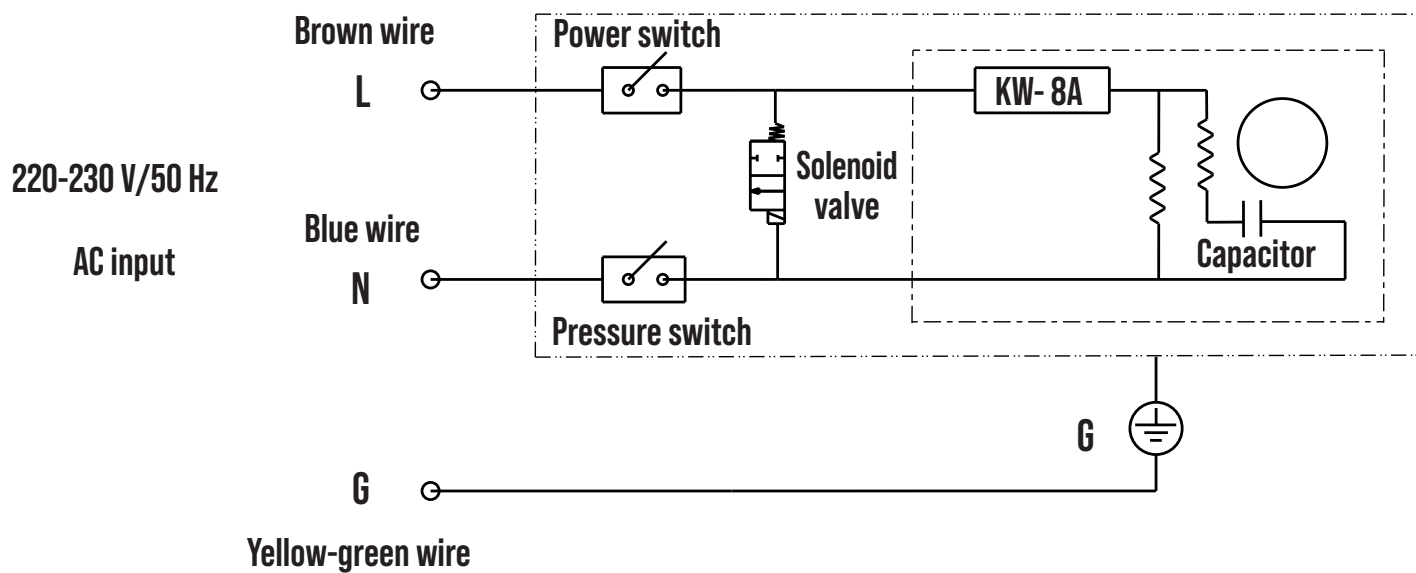 Brown wire
Power switch
L
KW- 8A
220-230 V/50 Hz
Solenoid
valve
Blue wire
AC input
Capacitor
N
Pressure switch
G
G
Yellow-green wire